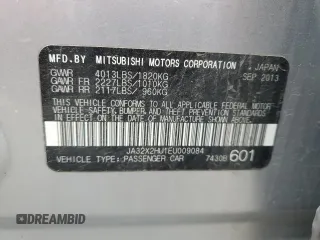 MFD.BY MITSUBISHI MOTORS CORPORATION
JAPAN
SEP 2013
GVWR 4013LBS/1820KG
GAWR FR 2227LBS/1010KG
GAWR RR 2117LBS/ 960KG
THIS VEHICLE CONFORMS TO ALL APPLICABLE FEDERAL MOTOR VEHICLE SAFETY, BUMPER, AND THEFT PREVENTION STANDARDS IN EFFECT ON THE DATE OF MANUFACTURE SHOWN ABOVE.
JA32X2HU1EU009084
VEHICLE TYPE: PASSENGER CAR
7430B 601
© AutoBidMaster
DREAMBID